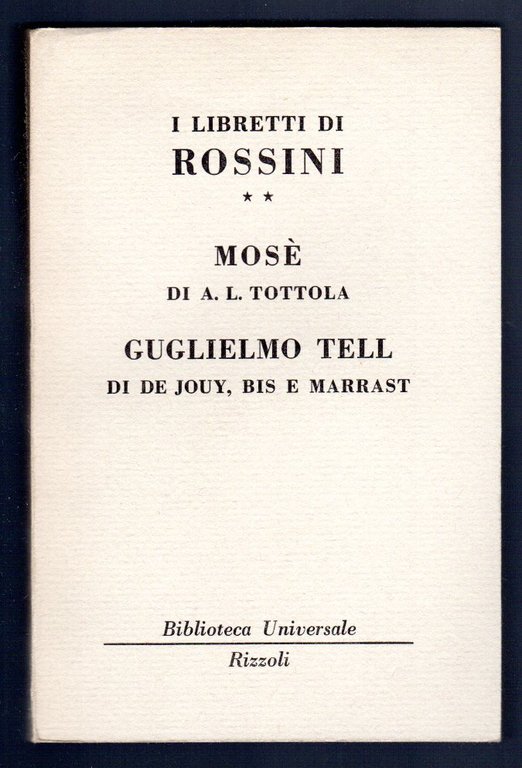 I LIBRETTI DI
ROSSINI
★ ★
MOSÈ
DI A. L. TOTTOLA
GUGLIELMO TELL
DI DE JOUY, BIS E MARRAST
Biblioteca Universale
Rizzoli